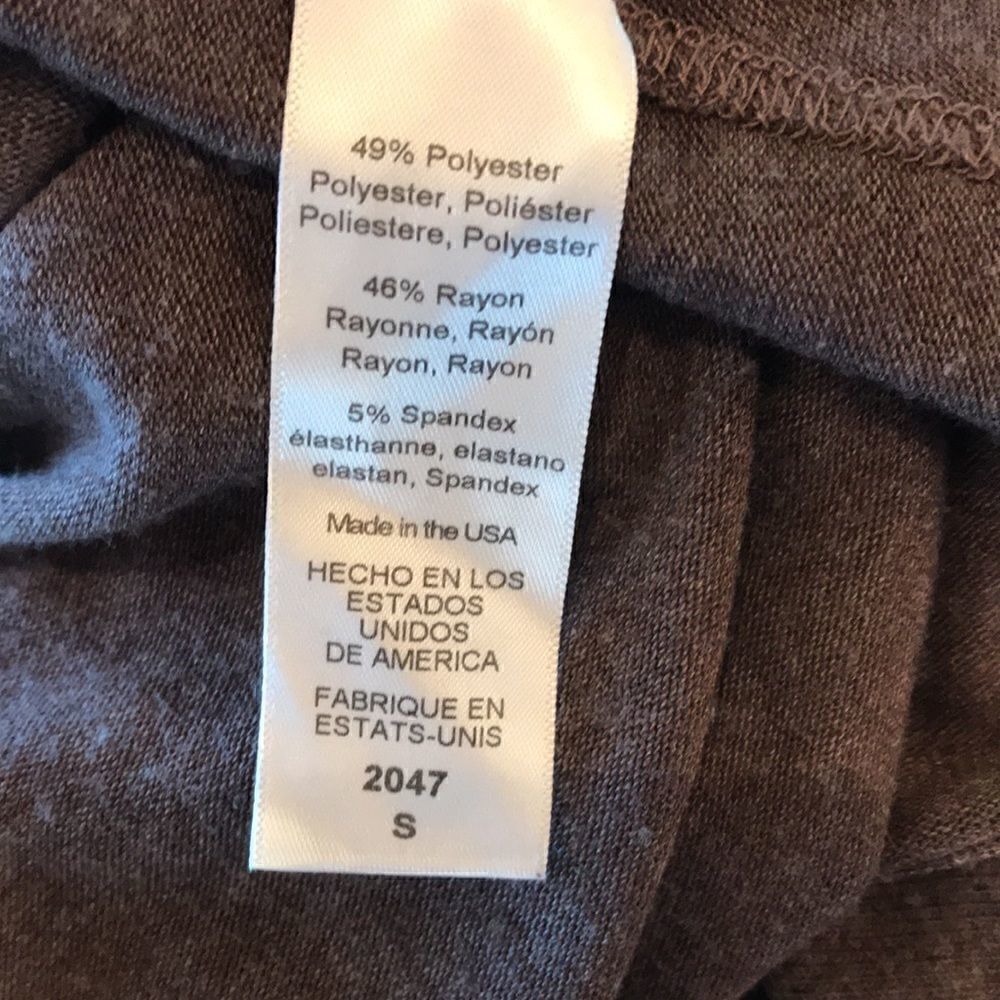 49% Polyester
Polyester, Poliéster
Poliestere, Polyester
46% Rayon
Rayonne, Rayón
Rayon, Rayon
5% Spandex
élasthanne, elastano
elastan, Spandex
Made in the USA
HECHO EN LOS
ESTADOS
UNIDOS
DE AMERICA
FABRIQUE EN
ESTATS-UNIS
2047
S